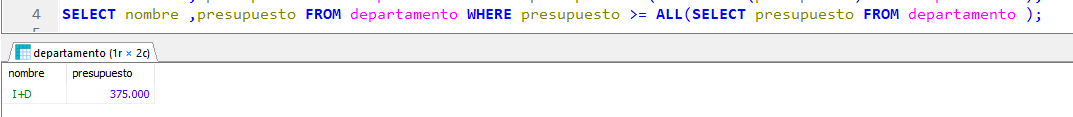 4 SELECT nombre ,presupuesto FROM departamento WHERE presupuesto >= ALL(SELECT presupuesto FROM departamento );
departamento (1r × 2c)
nombre presupuesto
I+D 375.000